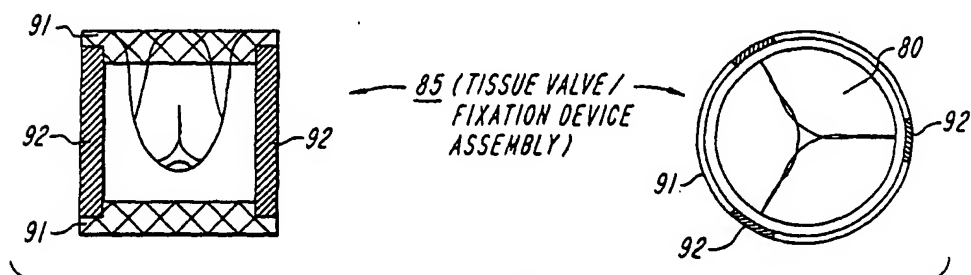 91
92
91
92
85 (TISSUE VALVE/
FIXATION DEVICE
ASSEMBLY)
80
92
91
92